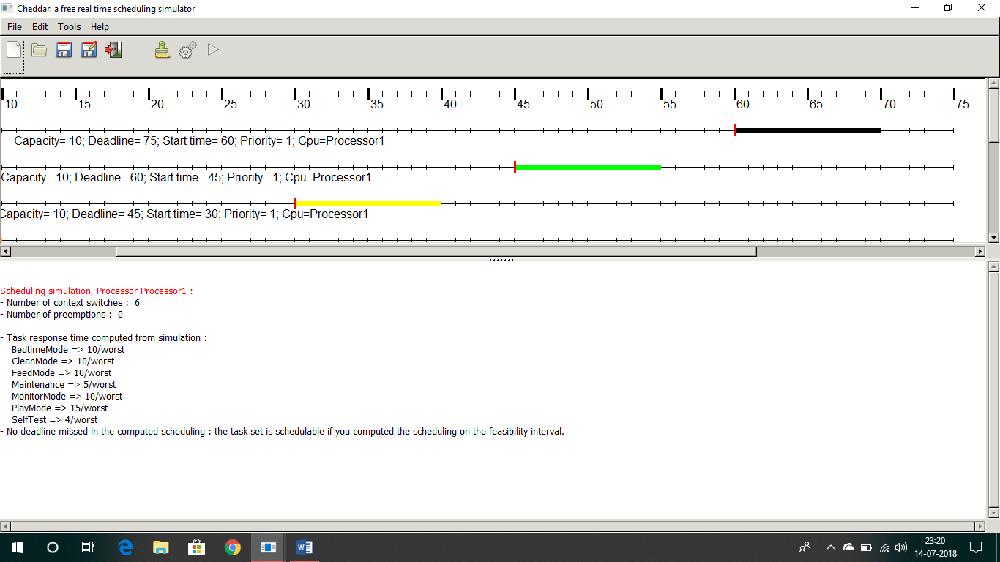 Cheddar: a free real time scheduling simulator
File Edit Tools Help
10 15 20 25 30 35 40 45 50 55 60 65 70 75
Capacity= 10; Deadline= 75; Start time= 60; Priority= 1; Cpu=Processor1
Capacity= 10; Deadline= 60; Start time= 45; Priority= 1; Cpu=Processor1
Capacity= 10; Deadline= 45; Start time= 30; Priority= 1; Cpu=Processor1
Scheduling simulation, Processor Processor1 :
- Number of context switches : 6
- Number of preemptions : 0
- Task response time computed from simulation :
BedtimeMode => 10/worst
CleanMode => 10/worst
FeedMode => 10/worst
Maintenance => 5/worst
MonitorMode => 10/worst
PlayMode => 15/worst
SelfTest => 4/worst
- No deadline missed in the computed scheduling : the task set is schedulable if you computed the scheduling on the feasibility interval.
23:20
14-07-2018